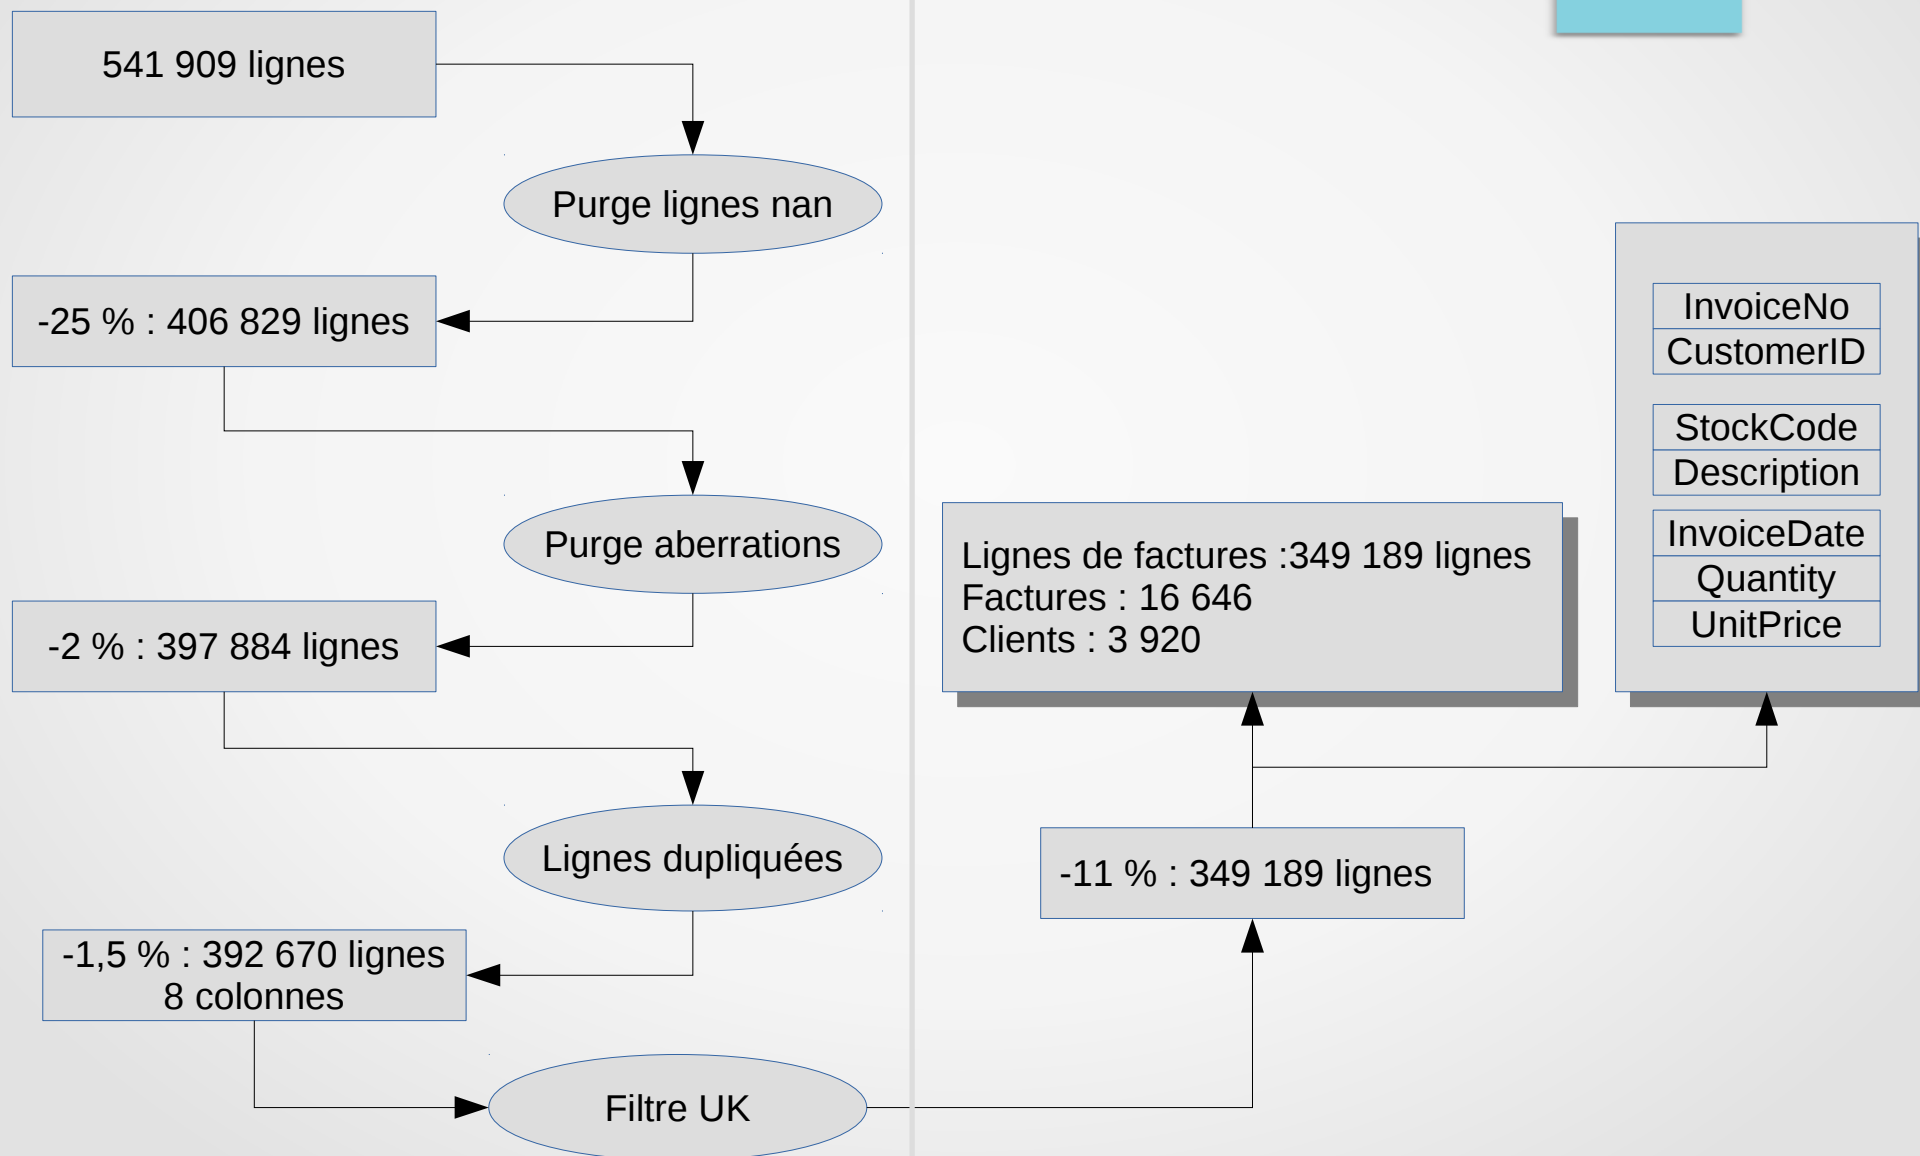 541 909 lignes
Purge lignes nan
-25 % : 406 829 lignes
Purge aberrations
-2 % : 397 884 lignes
Lignes dupliquées
-1,5 % : 392 670 lignes
8 colonnes
Filtre UK
-11 % : 349 189 lignes
Lignes de factures :349 189 lignes
Factures : 16 646
Clients : 3 920
InvoiceNo
CustomerID
StockCode
Description
InvoiceDate
Quantity
UnitPrice